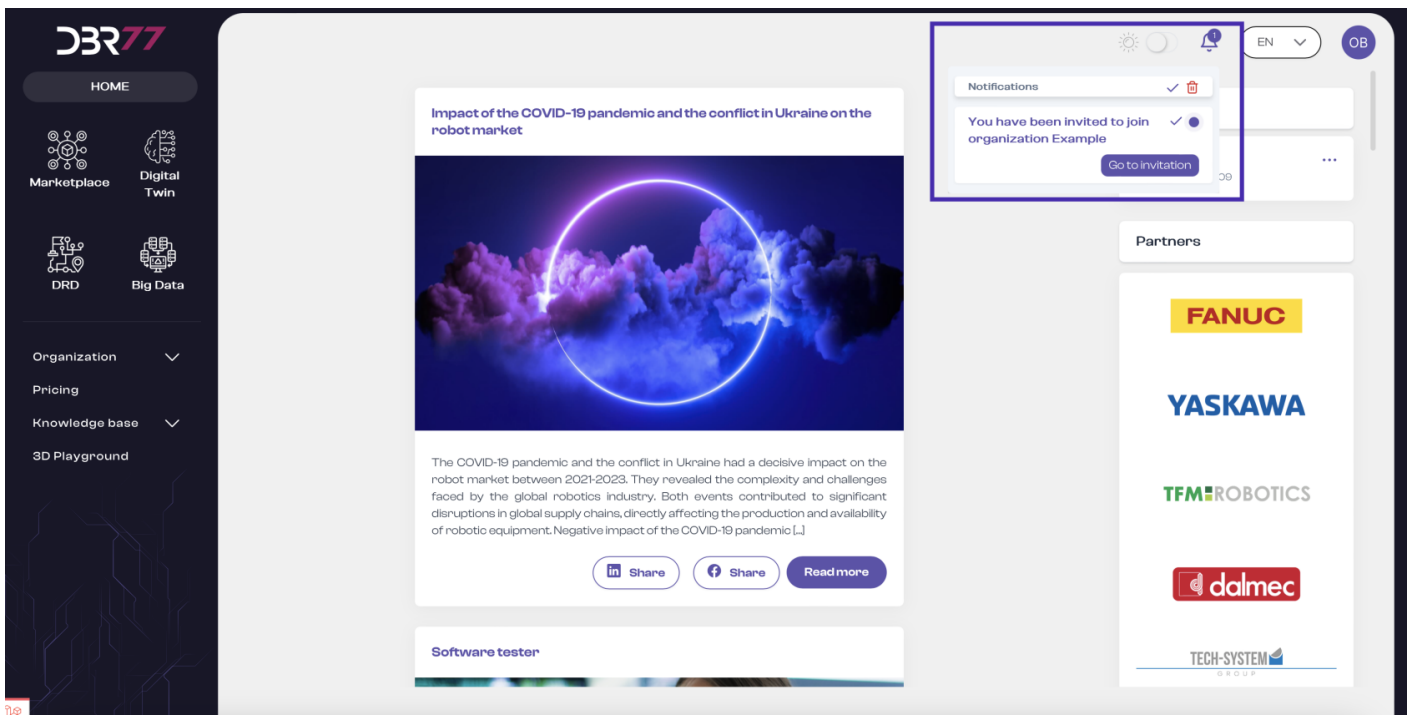 DBR77
HOME
Marketplace
Digital
Twin
DRD
Big Data
Organization
Pricing
Knowledge base
3D Playground
1
EN
OB
Notifications
You have been invited to join
organization Example
Go to invitation
09
Impact of the COVID-19 pandemic and the conflict in Ukraine on the
robot market
The COVID-19 pandemic and the conflict in Ukraine had a decisive impact on the
robot market between 2021-2023. They revealed the complexity and challenges
faced by the global robotics industry. Both events contributed to significant
disruptions in global supply chains, directly affecting the production and availability
of robotic equipment. Negative impact of the COVID-19 pandemic [...]
in Share
Share
Read more
Software tester
Partners
FANUC
YASKAWA
TFM ROBOTICS
dalmec
TECH-SYSTEM
GROUP